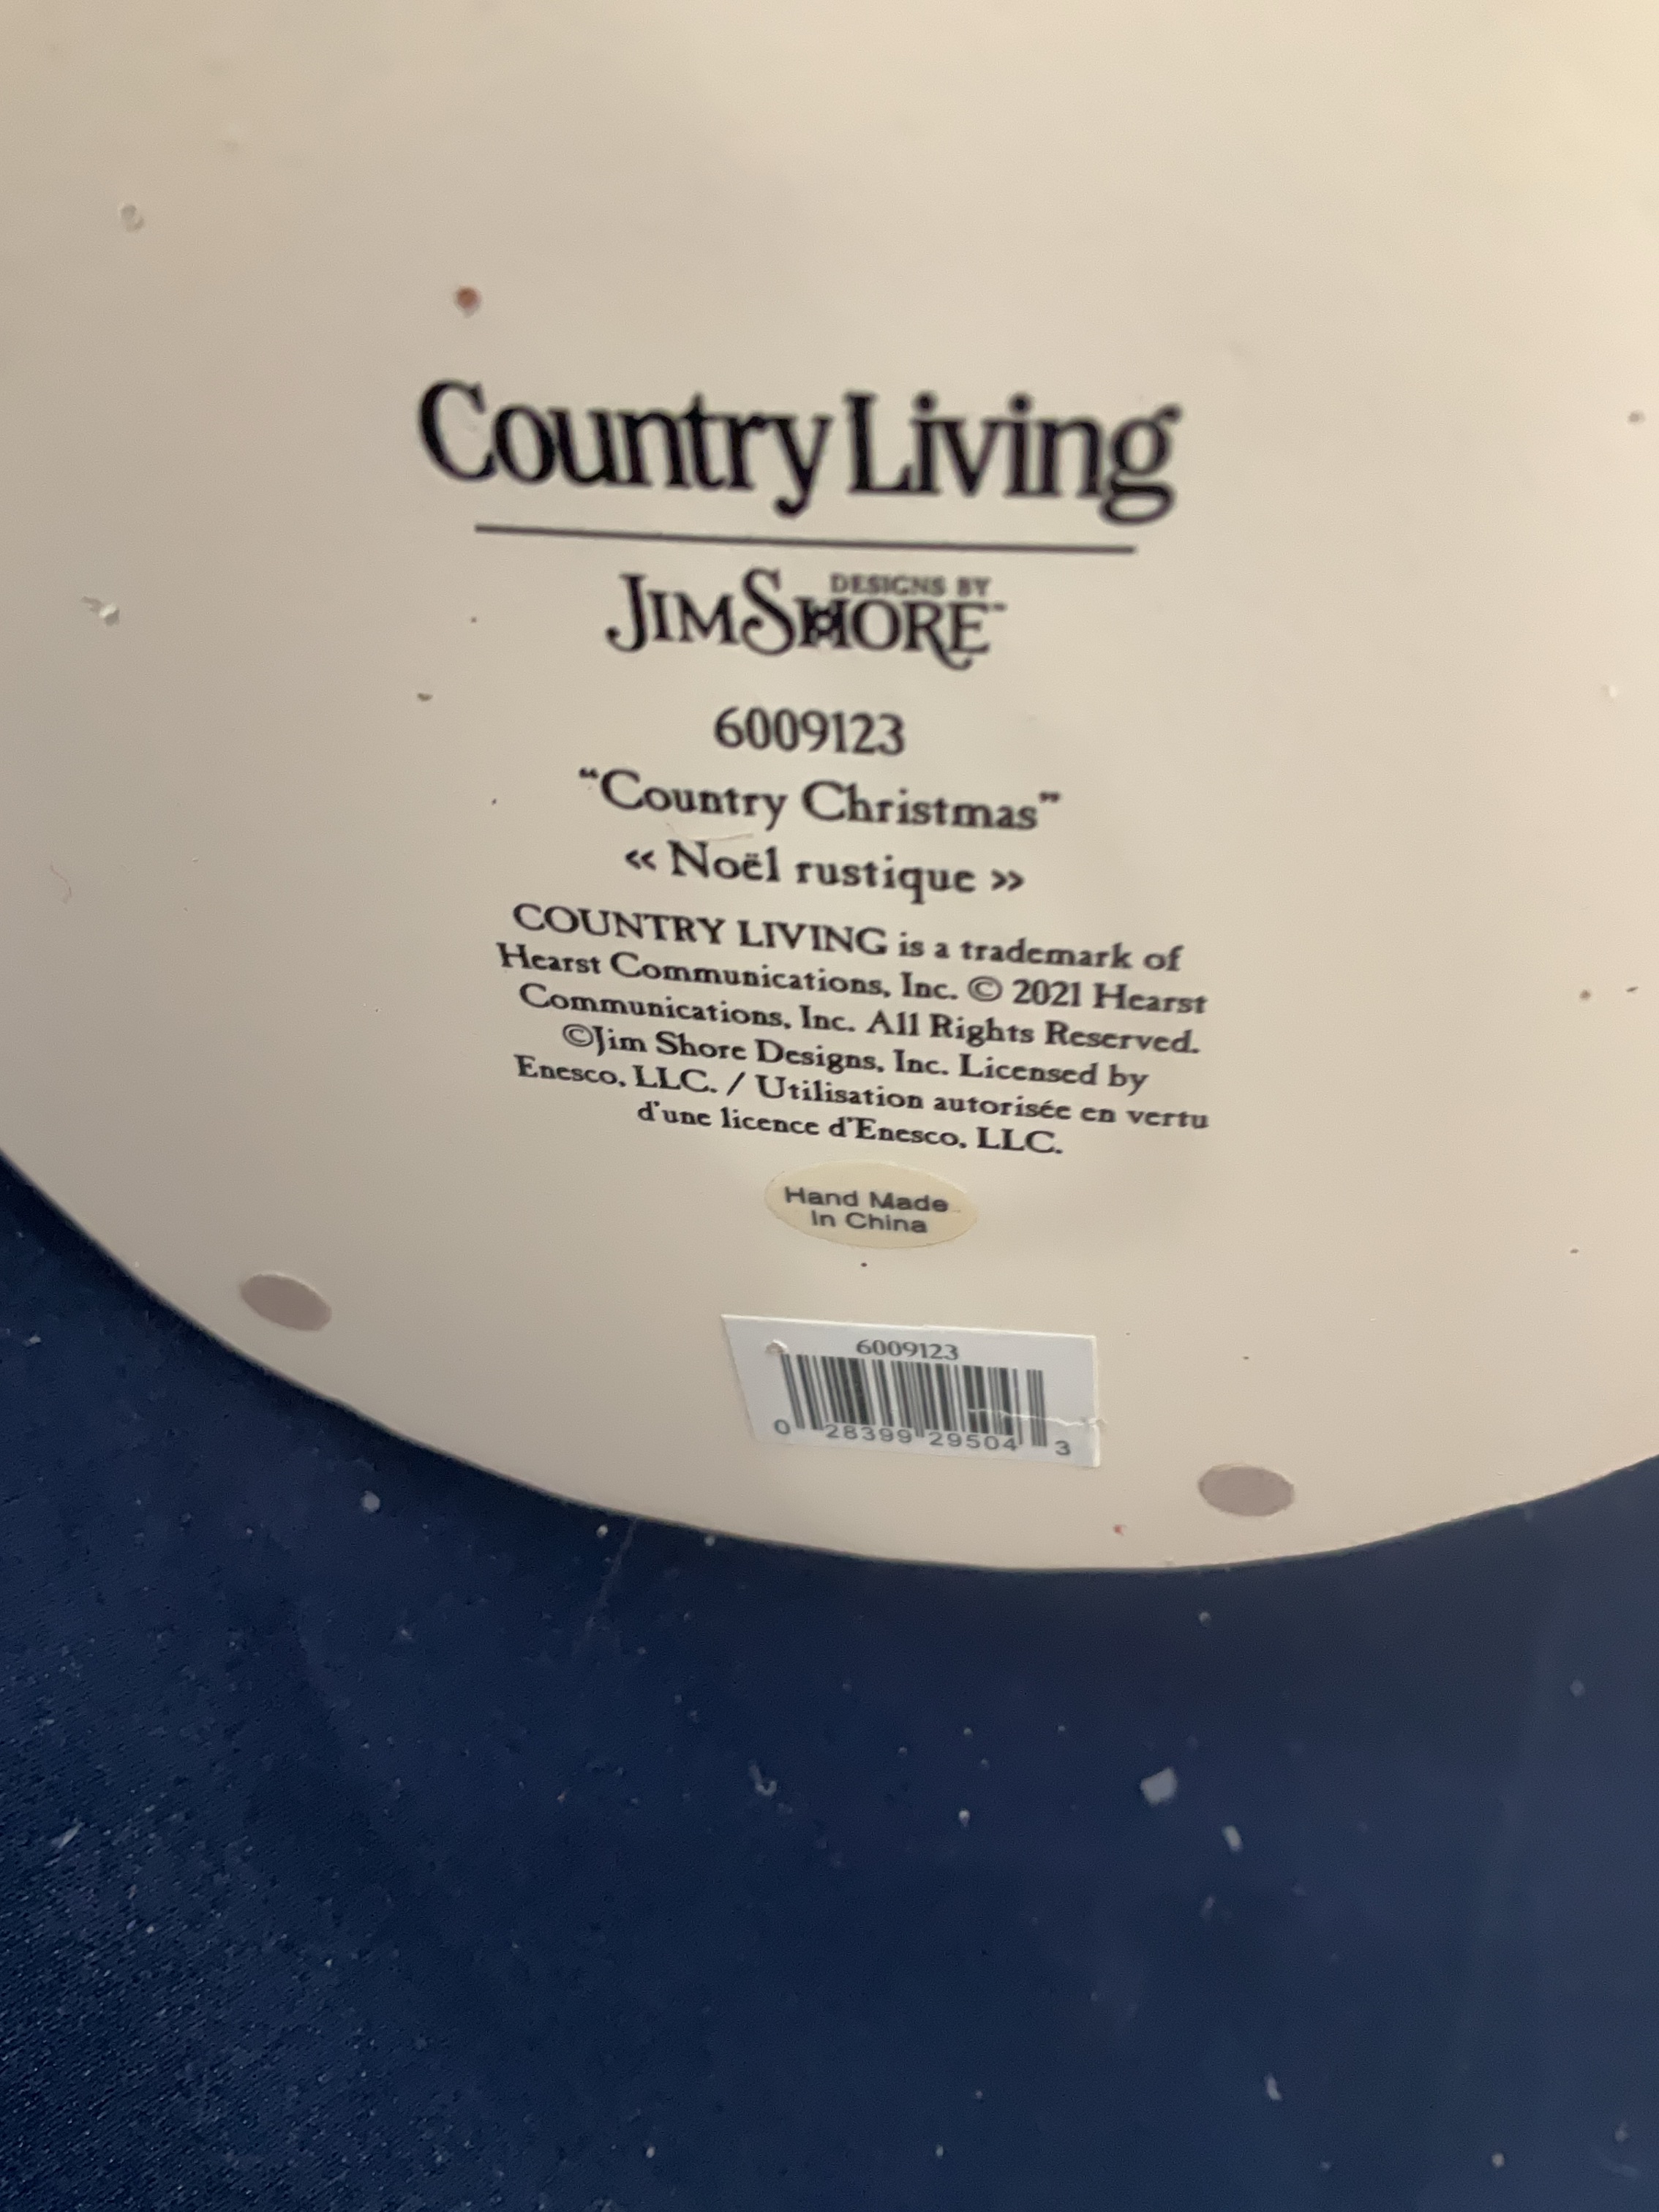 Country Living
DESIGNS BY
JIM SHORE™
6009123
“Country Christmas”
« Noël rustique »
COUNTRY LIVING is a trademark of
Hearst Communications, Inc. © 2021 Hearst
Communications, Inc. All Rights Reserved.
©Jim Shore Designs, Inc. Licensed by
Enesco, LLC. / Utilisation autorisée en vertu
d'une licence d'Enesco, LLC.
Hand Made
In China
6009123
0 28399 29504 3